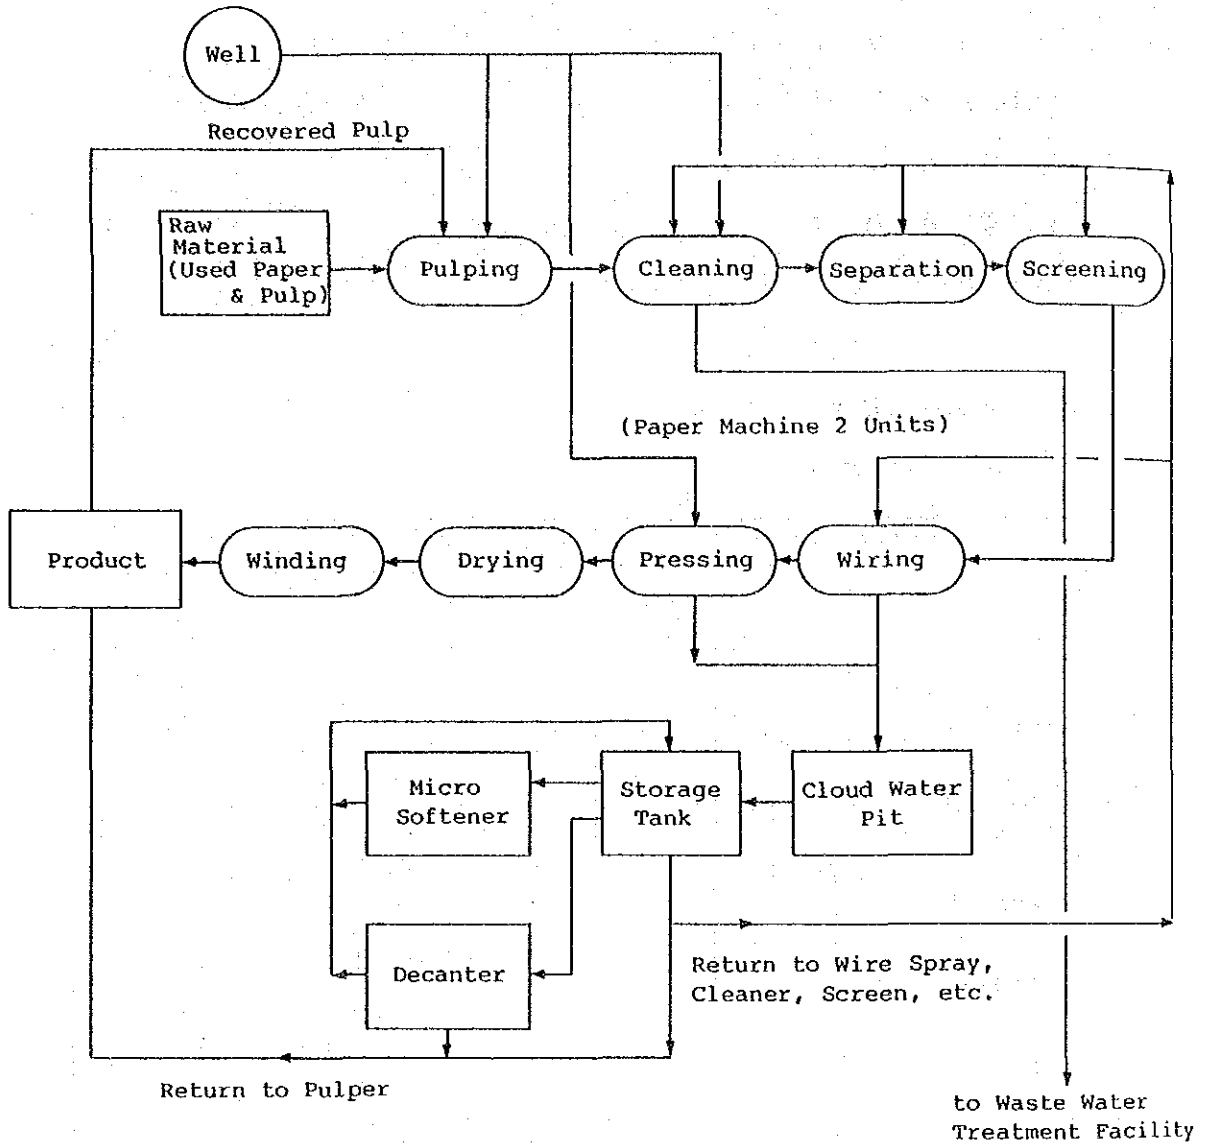 Well
Recovered Pulp
Raw
Material
(Used Paper
& Pulp)
Pulping
Cleaning
Separation
Screening
(Paper Machine 2 Units)
Product
Winding
Drying
Pressing
Wiring
Micro
Softener
Storage
Tank
Cloud Water
Pit
Decanter
Return to Wire Spray,
Cleaner, Screen, etc.
Return to Pulper
to Waste Water
Treatment Facility